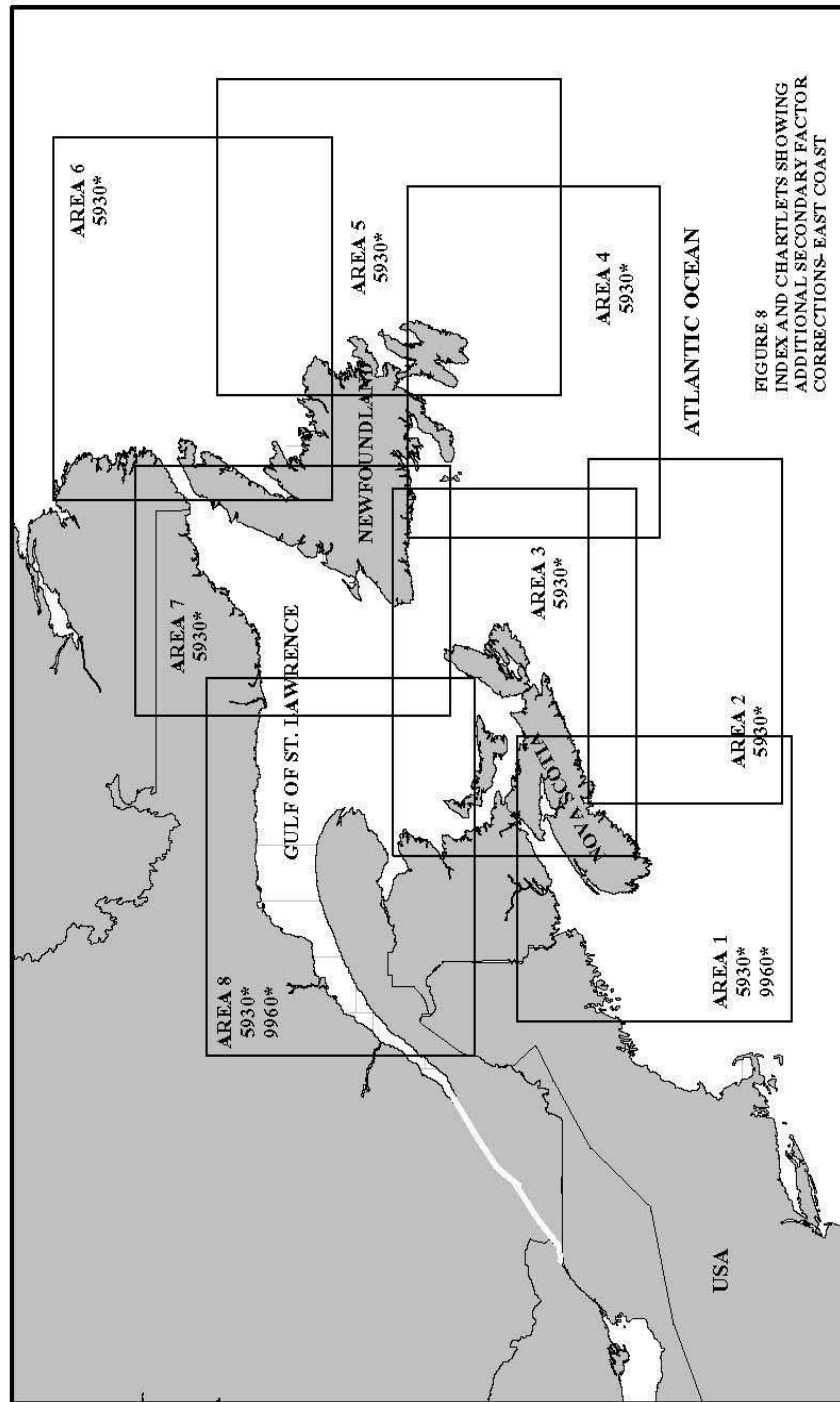 AREA 6
5930*
AREA 5
5930*
AREA 4
5930*
AREA 7
5930*
NEWFOUNDLAND
AREA 3
5930*
GULF OF ST. LAWRENCE
AREA 8
5930*
9960*
NOVA SCOTIA
AREA 2
5930*
AREA 1
5930*
9960*
USA
ATLANTIC OCEAN
FIGURE 8
INDEX AND CHARTLETS SHOWING
ADDITIONAL SECONDARY FACTOR
CORRECTIONS- EAST COAST